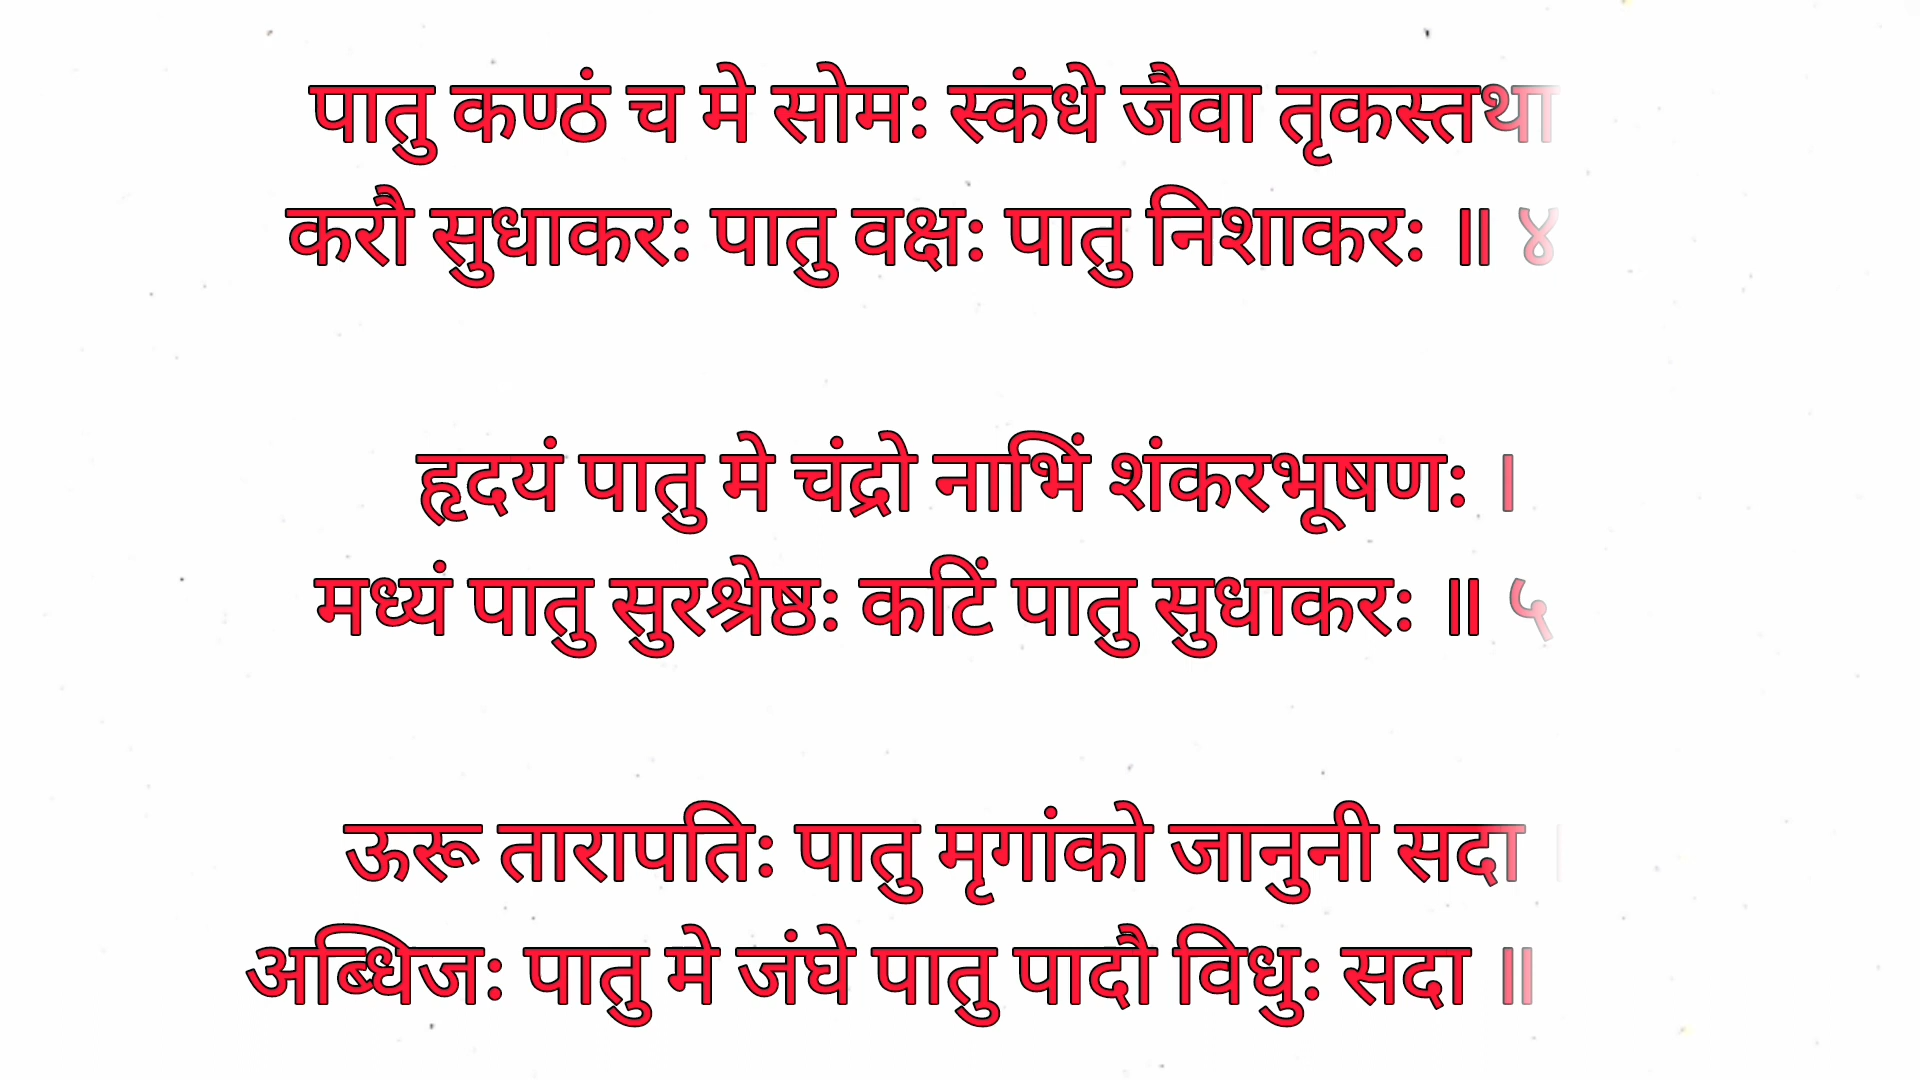 पातु कण्ठं च मे सोमः स्कंधे जैवा तृकस्तथा
करौ सुधाकरः पातु वक्षः पातु निशाकरः ॥ ४
हृदयं पातु मे चंद्रो नाभिं शंकरभूषणः ।
मध्यं पातु सुरश्रेष्ठः कटिं पातु सुधाकरः ॥ ५
ऊरू तारापतिः पातु मृगांको जानुनी सदा ।
अब्धिजः पातु मे जंघे पातु पादौ विधुः सदा ॥